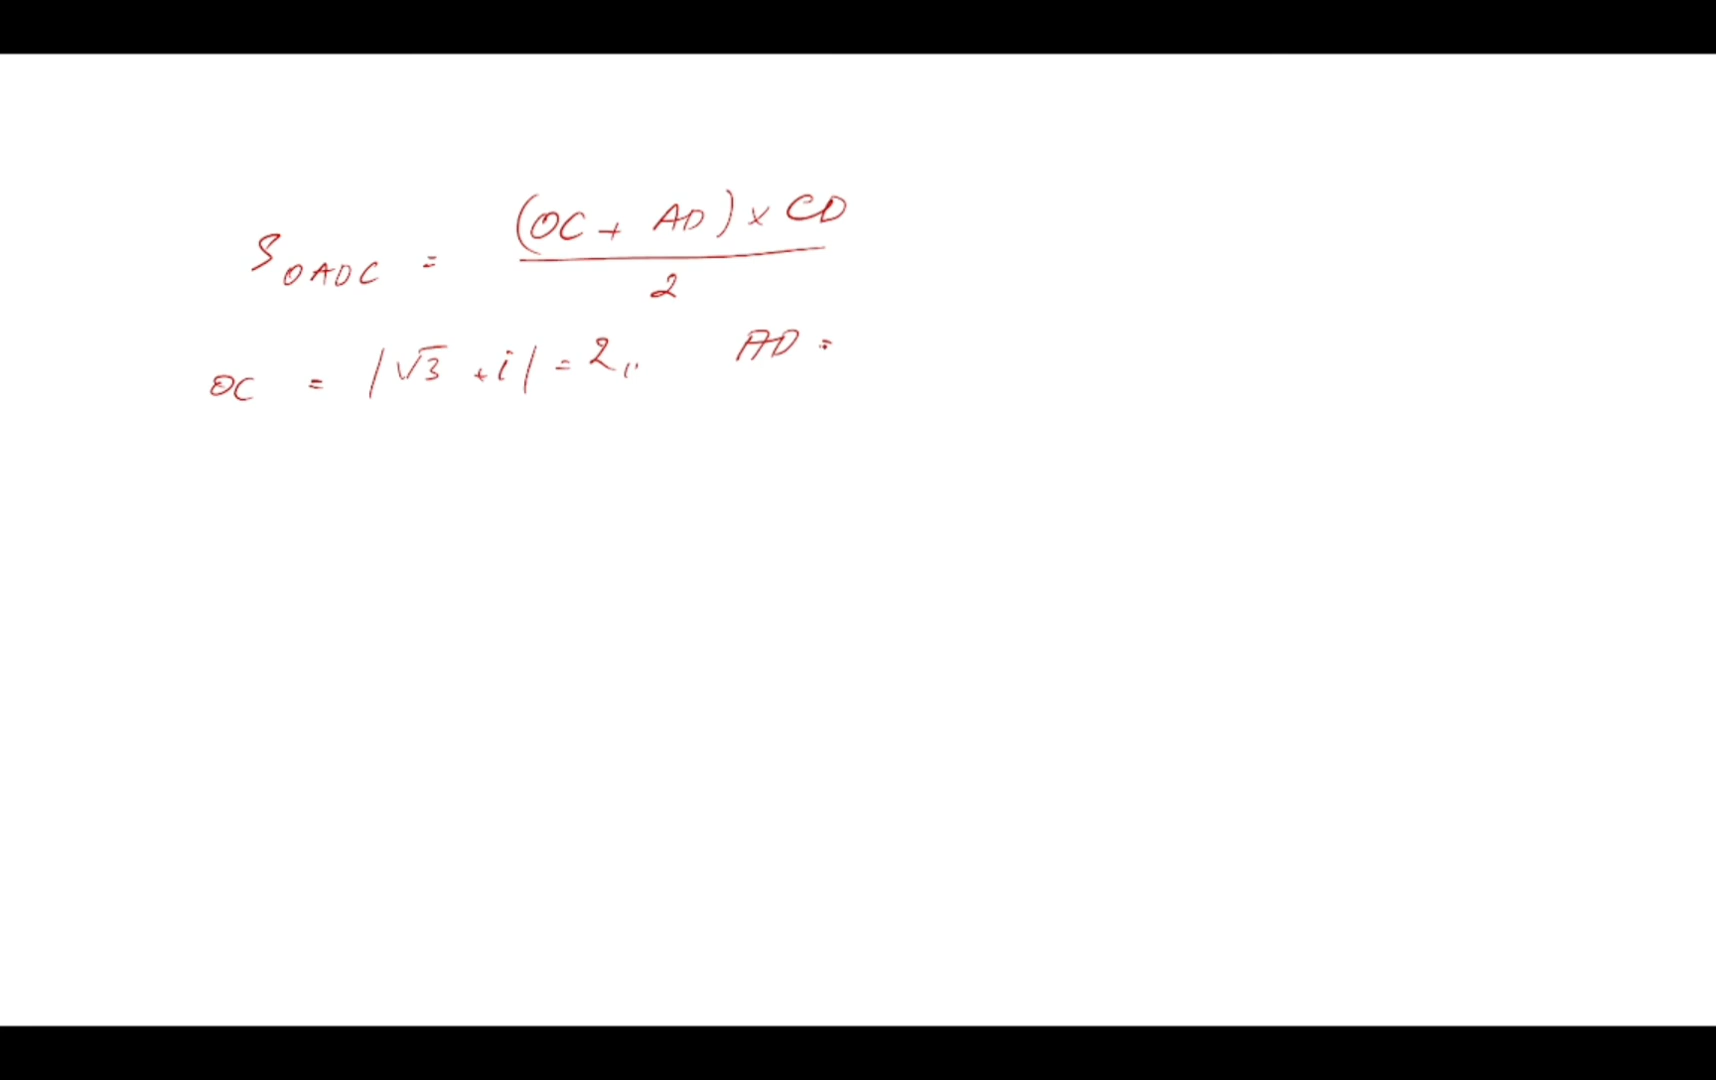 S_OADC = (OC + AD) × CD / 2
OC = |√3 + i| = 2,, AD =